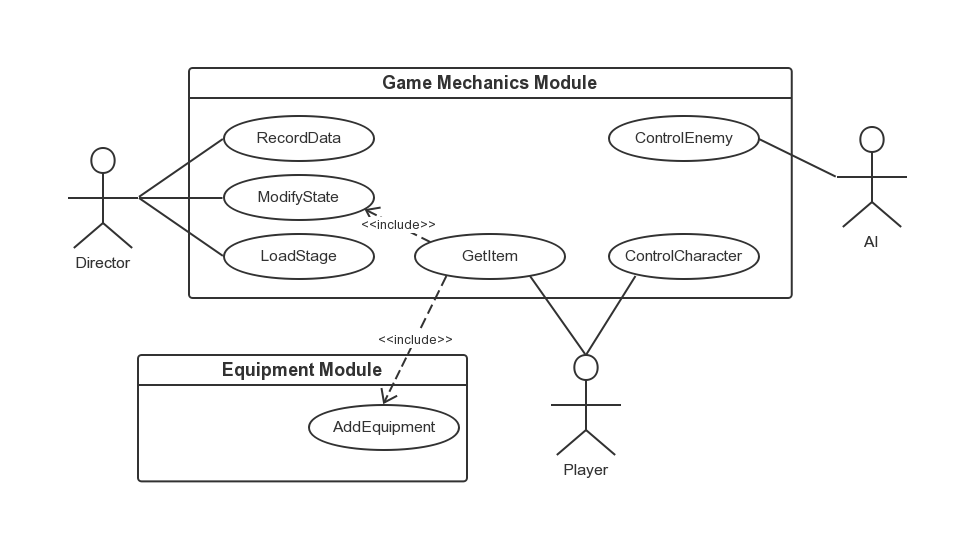 Game Mechanics Module
RecordData
ControlEnemy
ModifyState
<<include>>
Director
LoadStage
GetItem
ControlCharacter
AI
<<include>>
Equipment Module
AddEquipment
Player